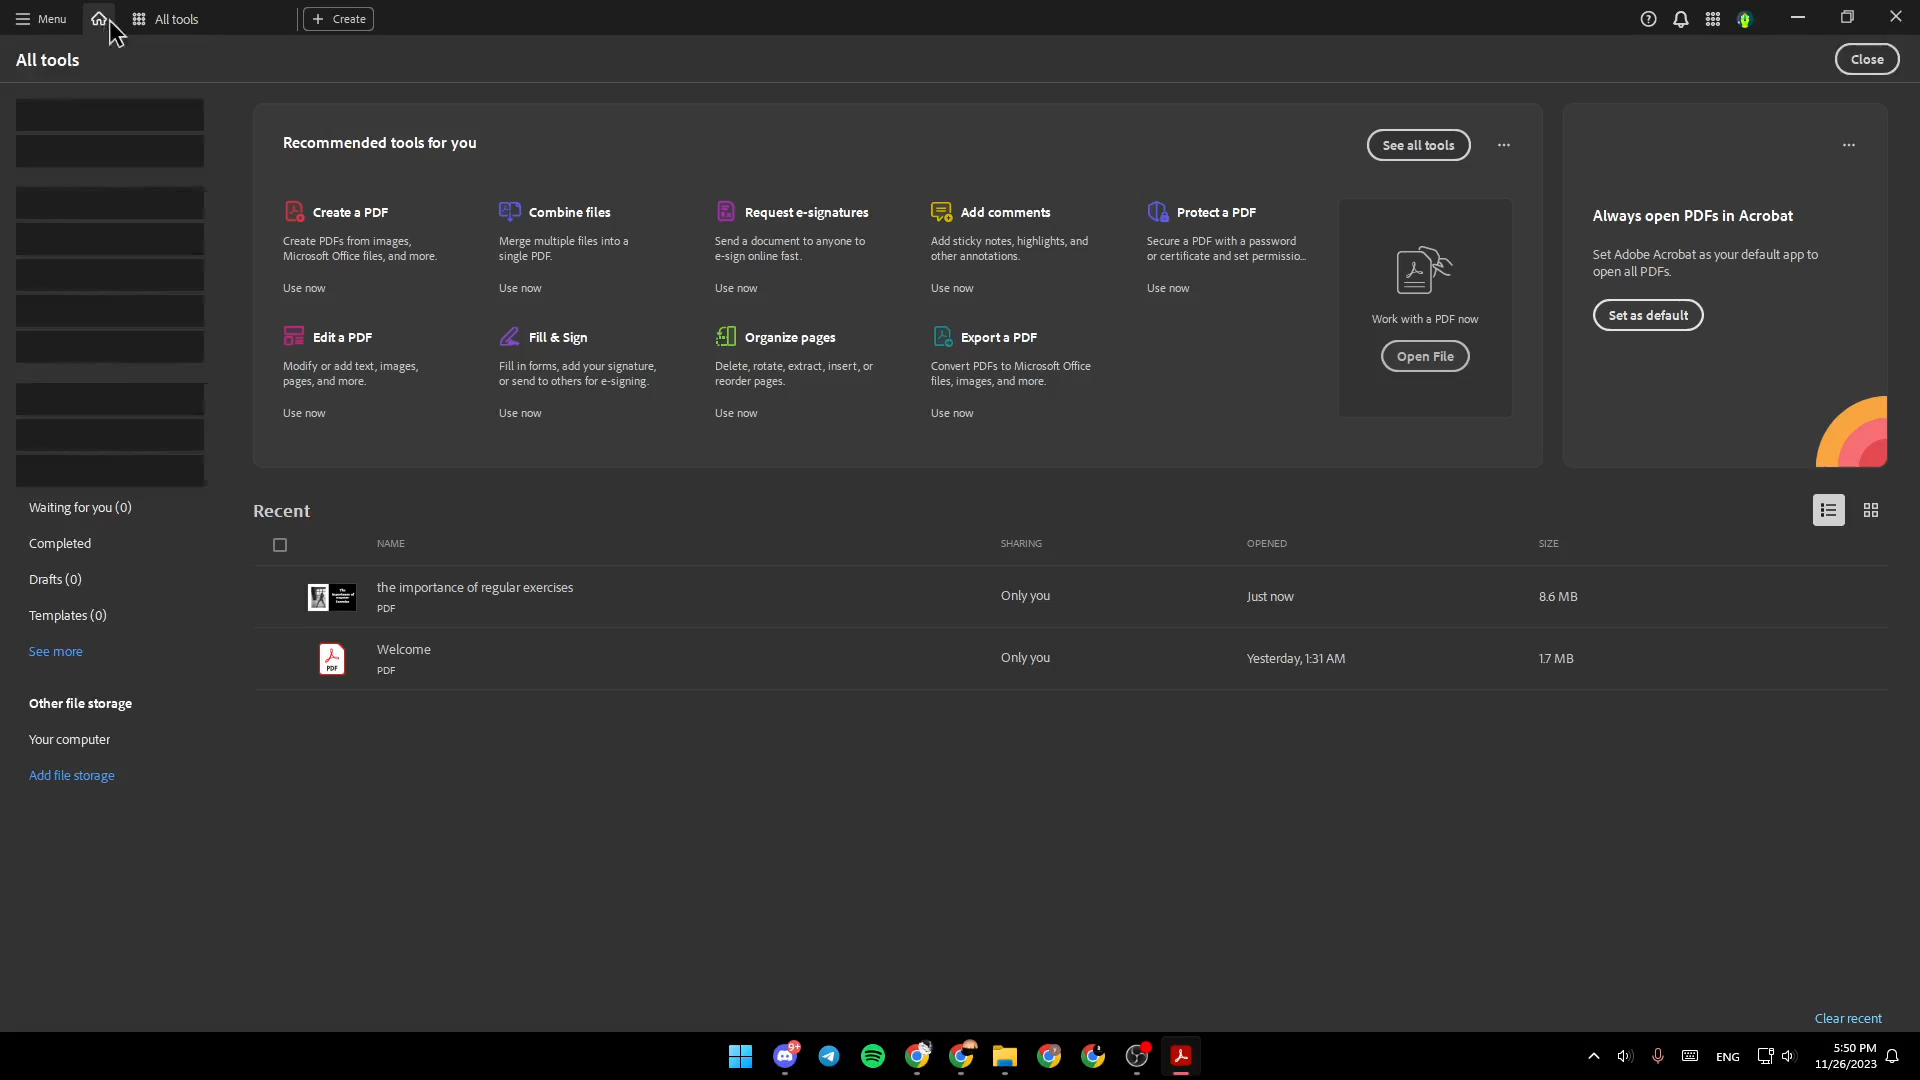 Menu
All tools
Create
All tools
Close
Recommended tools for you
See all tools
Create a PDF
Create PDFs from images,
Microsoft Office files, and more.
Use now
Combine files
Merge multiple files into a
single PDF.
Use now
Request e-signatures
Send a document to anyone to
e-sign online fast.
Use now
Add comments
Add sticky notes, highlights, and
other annotations.
Use now
Protect a PDF
Secure a PDF with a password
or certificate and set permissio...
Use now
Edit a PDF
Modify or add text, images,
pages, and more.
Use now
Fill & Sign
Fill in forms, add your signature,
or send to others for e-signing.
Use now
Organize pages
Delete, rotate, extract, insert, or
reorder pages.
Use now
Export a PDF
Convert PDFs to Microsoft Office
files, images, and more.
Use now
Work with a PDF now
Open File
Always open PDFs in Acrobat
Set Adobe Acrobat as your default app to
open all PDFs.
Set as default
Waiting for you (0)
Completed
Drafts (0)
Templates (0)
See more
Other file storage
Your computer
Add file storage
Recent
NAME SHARING OPENED SIZE
the importance of regular exercises
PDF
Only you Just now 8.6 MB
Welcome
PDF
Only you Yesterday, 1:31 AM 1.7 MB
Clear recent
9+
ENG
5:50 PM
11/26/2023